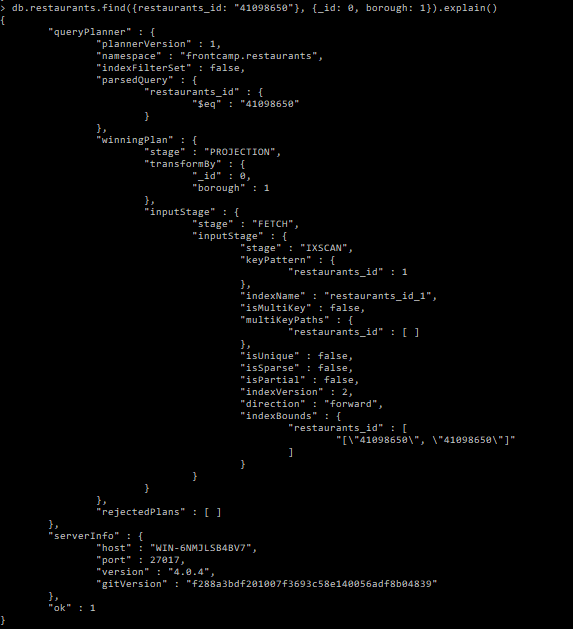 > db.restaurants.find({restaurants_id: "41098650"}, {_id: 0, borough: 1}).explain()
{
        "queryPlanner" : {
                "plannerVersion" : 1,
                "namespace" : "frontcamp.restaurants",
                "indexFilterSet" : false,
                "parsedQuery" : {
                        "restaurants_id" : {
                                "$eq" : "41098650"
                        }
                },
                "winningPlan" : {
                        "stage" : "PROJECTION",
                        "transformBy" : {
                                "_id" : 0,
                                "borough" : 1
                        },
                        "inputStage" : {
                                "stage" : "FETCH",
                                "inputStage" : {
                                        "stage" : "IXSCAN",
                                        "keyPattern" : {
                                                "restaurants_id" : 1
                                        },
                                        "indexName" : "restaurants_id_1",
                                        "isMultiKey" : false,
                                        "multiKeyPaths" : {
                                                "restaurants_id" : [ ]
                                        },
                                        "isUnique" : false,
                                        "isSparse" : false,
                                        "isPartial" : false,
                                        "indexVersion" : 2,
                                        "direction" : "forward",
                                        "indexBounds" : {
                                                "restaurants_id" : [
                                                        "[\"41098650\", \"41098650\"]"
                                                ]
                                        }
                                }
                        }
                },
                "rejectedPlans" : [ ]
        },
        "serverInfo" : {
                "host" : "WIN-6NMJLSB4BV7",
                "port" : 27017,
                "version" : "4.0.4",
                "gitVersion" : "f288a3bdf201007f3693c58e140056adf8b04839"
        },
        "ok" : 1
}